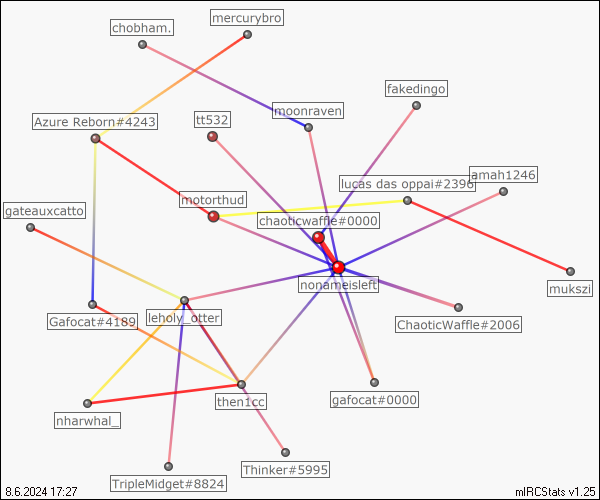 mercurybro
chobham.
fakedingo
moonraven
tt532
Azure Reborn#4243
amah1246
lucas das oppai#2396
motorthud
gateauxcatto
chaoticwaffle#0000
nonameisleft
mukszi
leholy_otter
Gafocat#4189
ChaoticWaffle#2006
then1cc
gafocat#0000
nharwhal_
Thinker#5995
TripleMidget#8824
8.6.2024 17:27
mIRCStats v1.25